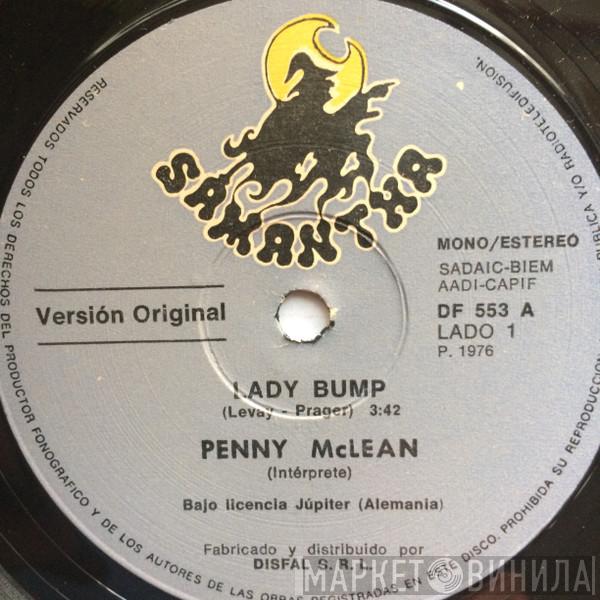 SAMANTHA
MONO/ESTEREO
SADAIC-BIEM
AADI-CAPIF
DF 553 A
LADO 1
P. 1976
Versión Original
LADY BUMP
(Levay - Prager) 3:42
PENNY McLEAN
(Intérprete)
Bajo licencia Júpiter (Alemania)
Fabricado y distribuido por
DISFAL S. R. L.
RESERVADOS TODOS LOS DERECHOS DEL PRODUCTOR FONOGRAFICO Y DE LOS AUTORES DE LAS OBRAS REGISTRADAS EN ESTE DISCO. PROHIBIDA SU REPRODUCCION PUBLICA Y/O RADIOTELEDIFUSION.
МАРКЕТ ВИНИЛА